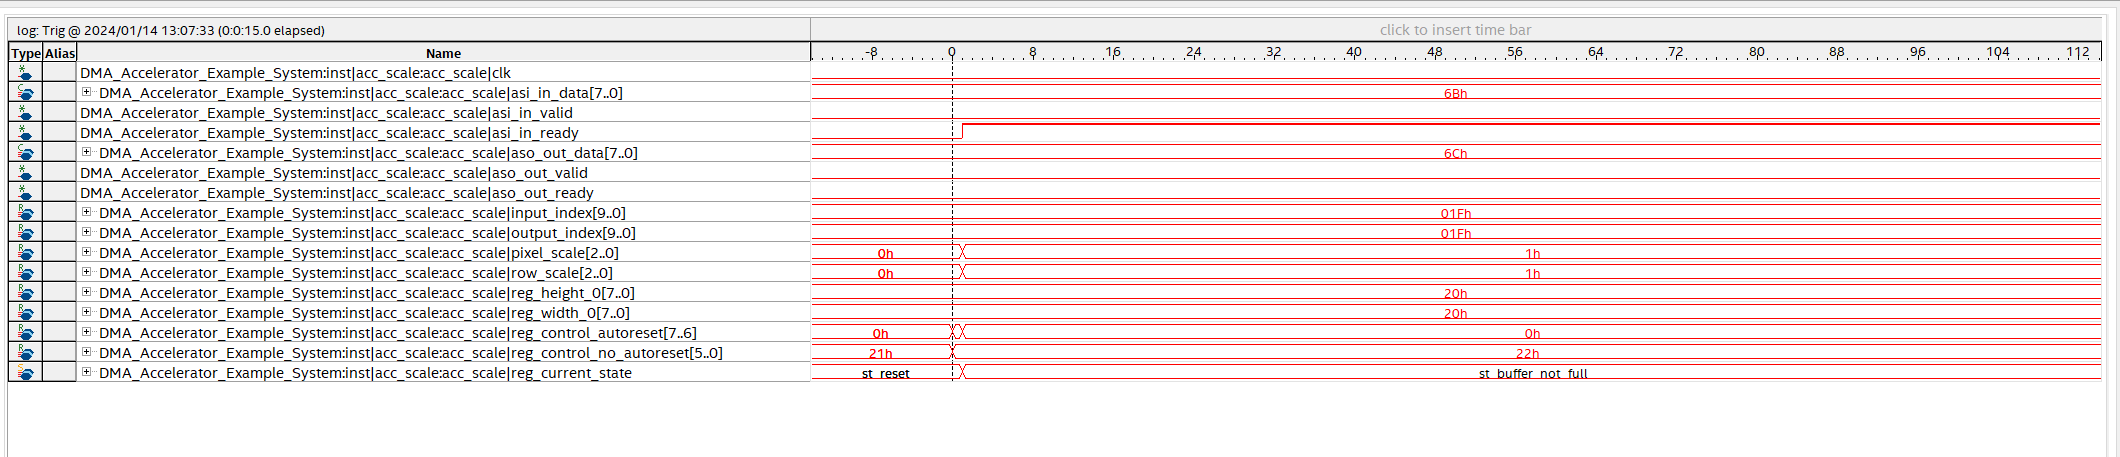 log: Trig @ 2024/01/14 13:07:33 (0:0:15.0 elapsed) click to insert time bar
Type Alias Name -8 0 8 16 24 32 40 48 56 64 72 80 88 96 104 112
DMA_Accelerator_Example_System:inst|acc_scale:acc_scale|clk
DMA_Accelerator_Example_System:inst|acc_scale:acc_scale|asi_in_data[7..0] 6Bh
DMA_Accelerator_Example_System:inst|acc_scale:acc_scale|asi_in_valid
DMA_Accelerator_Example_System:inst|acc_scale:acc_scale|asi_in_ready
DMA_Accelerator_Example_System:inst|acc_scale:acc_scale|aso_out_data[7..0] 6Ch
DMA_Accelerator_Example_System:inst|acc_scale:acc_scale|aso_out_valid
DMA_Accelerator_Example_System:inst|acc_scale:acc_scale|aso_out_ready
DMA_Accelerator_Example_System:inst|acc_scale:acc_scale|input_index[9..0] 01Fh
DMA_Accelerator_Example_System:inst|acc_scale:acc_scale|output_index[9..0] 01Fh
DMA_Accelerator_Example_System:inst|acc_scale:acc_scale|pixel_scale[2..0] 0h 1h
DMA_Accelerator_Example_System:inst|acc_scale:acc_scale|row_scale[2..0] 0h 1h
DMA_Accelerator_Example_System:inst|acc_scale:acc_scale|reg_height_0[7..0] 20h
DMA_Accelerator_Example_System:inst|acc_scale:acc_scale|reg_width_0[7..0] 20h
DMA_Accelerator_Example_System:inst|acc_scale:acc_scale|reg_control_autoreset[7..6] 0h 0h
DMA_Accelerator_Example_System:inst|acc_scale:acc_scale|reg_control_no_autoreset[5..0] 21h 22h
DMA_Accelerator_Example_System:inst|acc_scale:acc_scale|reg_current_state st_reset st_buffer_not_full